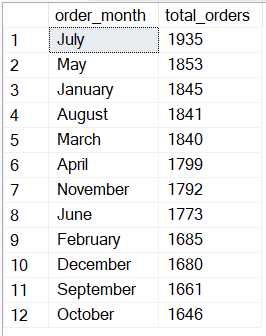 order_month total_orders
1 July 1935
2 May 1853
3 January 1845
4 August 1841
5 March 1840
6 April 1799
7 November 1792
8 June 1773
9 February 1685
10 December 1680
11 September 1661
12 October 1646